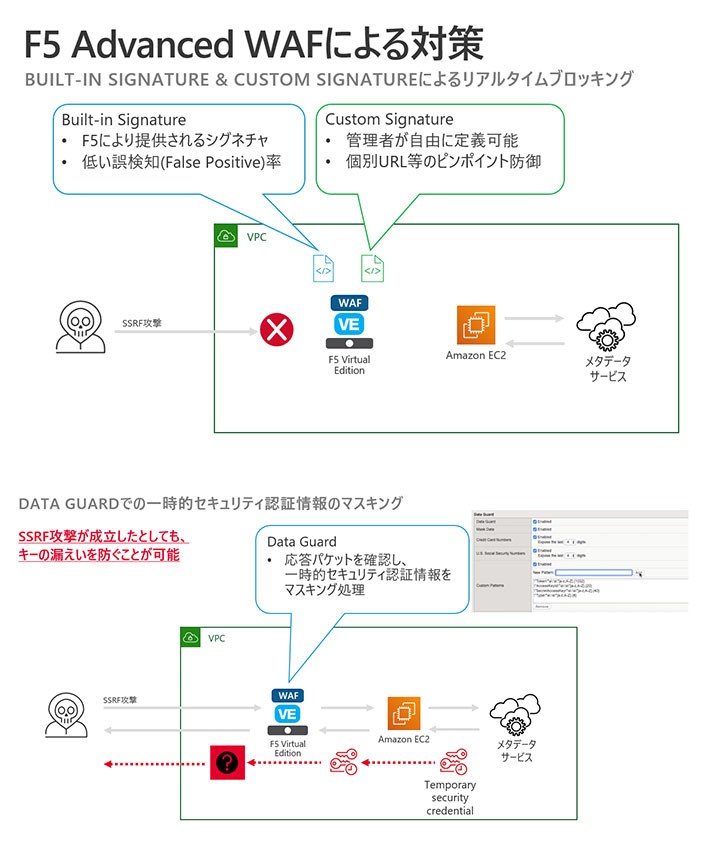 F5 Advanced WAFによる対策
BUILT-IN SIGNATURE & CUSTOM SIGNATUREによるリアルタイムブロッキング
Built-in Signature
• F5により提供されるシグネチャ
• 低い誤検知(False Positive)率
Custom Signature
• 管理者が自由に定義可能
• 個別URL等のピンポイント防御
VPC
</>
</>
SSRF攻撃
WAF
VE
F5 Virtual
Edition
Amazon EC2
メタデータ
サービス
DATA GUARDでの一時的セキュリティ認証情報のマスキング
SSRF攻撃が成立したとしても、
キーの漏えいを防ぐことが可能
Data Guard
• 応答パケットを確認し、
一時的セキュリティ認証情報を
マスキング処理
Data Guard
Data Guard
Enabled
Mask Data
Enabled
Credit Card Numbers
Enabled
Expose the last 4 digits
U.S. Social Security Numbers
Enabled
Expose the last 4 digits
Custom Patterns
Enabled
New Pattern:
Remove
VPC
SSRF攻撃
WAF
VE
F5 Virtual
Edition
Amazon EC2
メタデータ
サービス
?
Temporary
security
credential